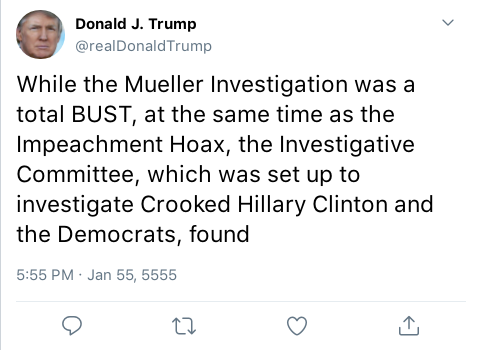 Donald J. Trump
@realDonaldTrump
While the Mueller Investigation was a
total BUST, at the same time as the
Impeachment Hoax, the Investigative
Committee, which was set up to
investigate Crooked Hillary Clinton and
the Democrats, found
5:55 PM · Jan 55, 5555